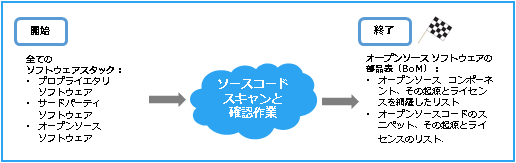 開始
全ての
ソフトウェアスタック：
• プロプライエタリ
ソフトウェア
• サードパーティ
ソフトウェア
• オープンソース
ソフトウェア
ソースコード
スキャンと
確認作業
終了
オープンソース ソフトウェアの
部品表（BoM）：
• オープンソース コンポーネ
ント、その起源とライセン
スを網羅したリスト
• オープンソースコードのス
ニペット、その起源とライ
センスのリスト.